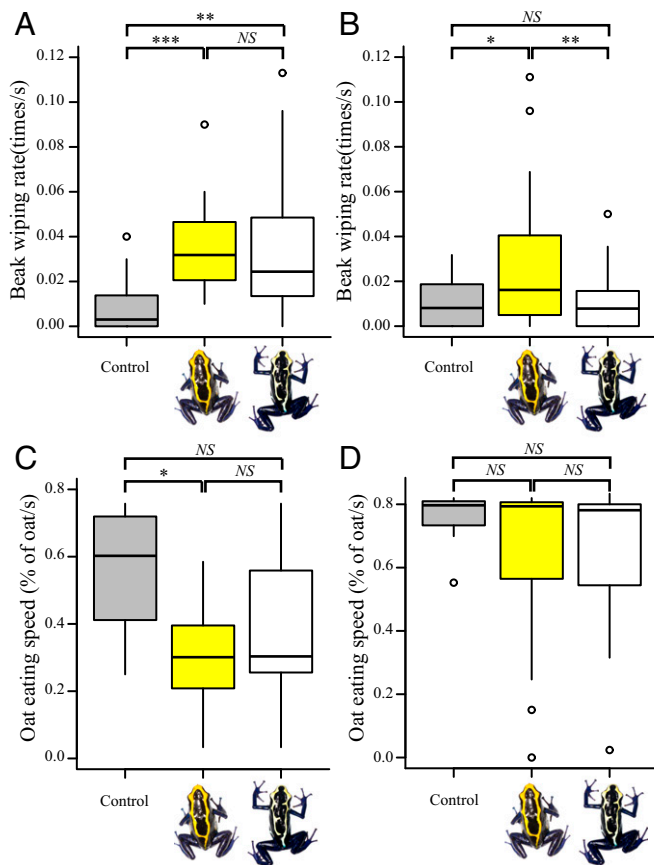 A
**
***
NS
Beak wiping rate(times/s)
0.12
0.10
0.08
0.06
0.04
0.02
0.00
Control
B
NS
*
**
Beak wiping rate(times/s)
0.12
0.10
0.08
0.06
0.04
0.02
0.00
Control
C
NS
*
NS
Oat eating speed (% of oat/s)
0.8
0.6
0.4
0.2
0.0
Control
D
NS
NS
NS
Oat eating speed (% of oat/s)
0.8
0.6
0.4
0.2
0.0
Control